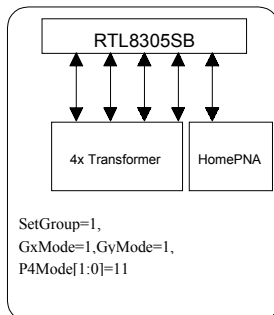 RTL8305SB
4x Transformer
HomePNA
SetGroup=1,
GxMode=1,GyMode=1,
P4Mode[1:0]=11